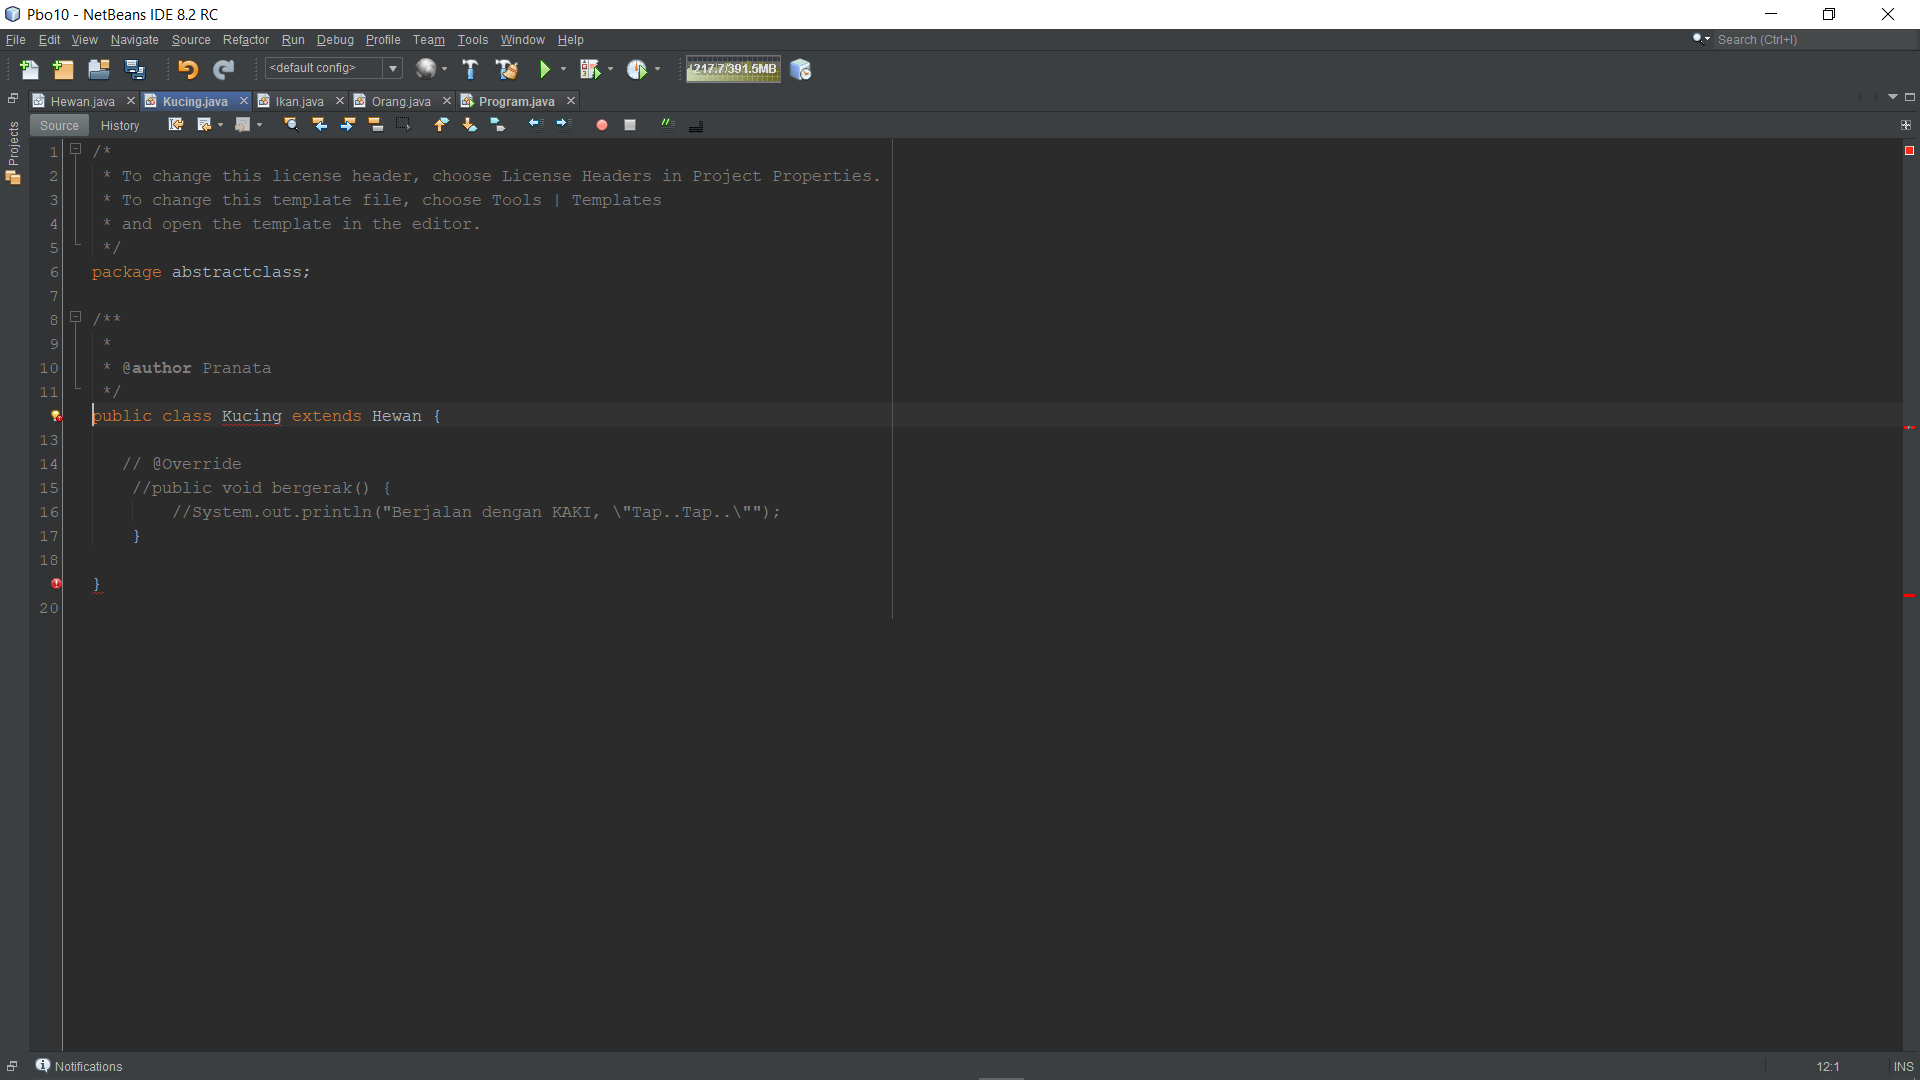 Pbo10 - NetBeans IDE 8.2 RC
File Edit View Navigate Source Refactor Run Debug Profile Team Tools Window Help
Search (Ctrl+I)
<default config>
217.7/391.5MB
Hewan.java Kucing.java Ikan.java Orang.java Program.java
Source History
Projects
1 /*
2 * To change this license header, choose License Headers in Project Properties.
3 * To change this template file, choose Tools | Templates
4 * and open the template in the editor.
5 */
6 package abstractclass;
7
8 /**
9 *
10 * @author Pranata
11 */
public class Kucing extends Hewan {
13
14 // @Override
15 //public void bergerak() {
16 //System.out.println("Berjalan dengan KAKI, \"Tap..Tap..\"");
17 }
18
}
20
Notifications
12:1 INS